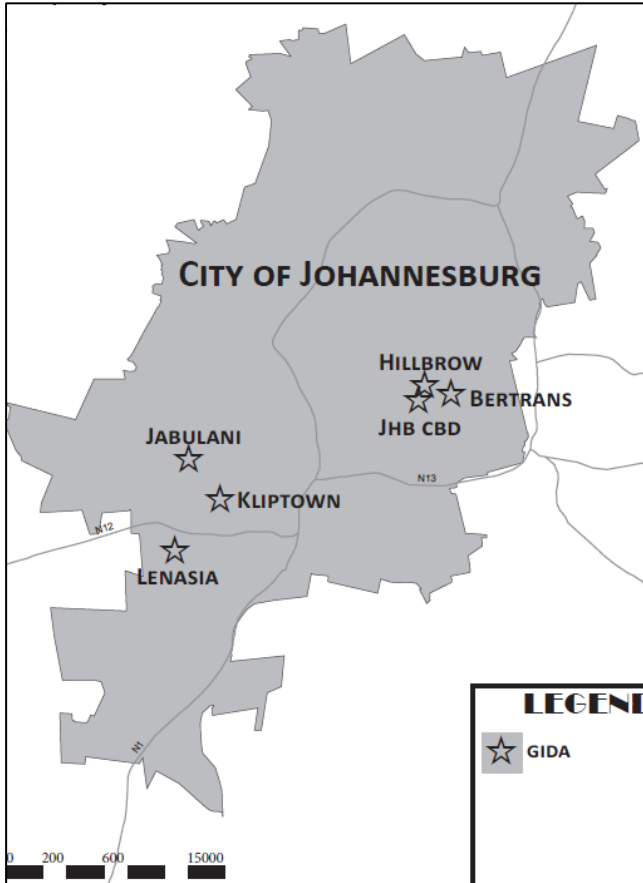 CITY OF JOHANNESBURG
HILLBROW
BERTRANS
JHB CBD
JABULANI
KLIPTOWN
N13
N12
LENASIA
N1
LEGEND
GIDA
0 200 600 15000